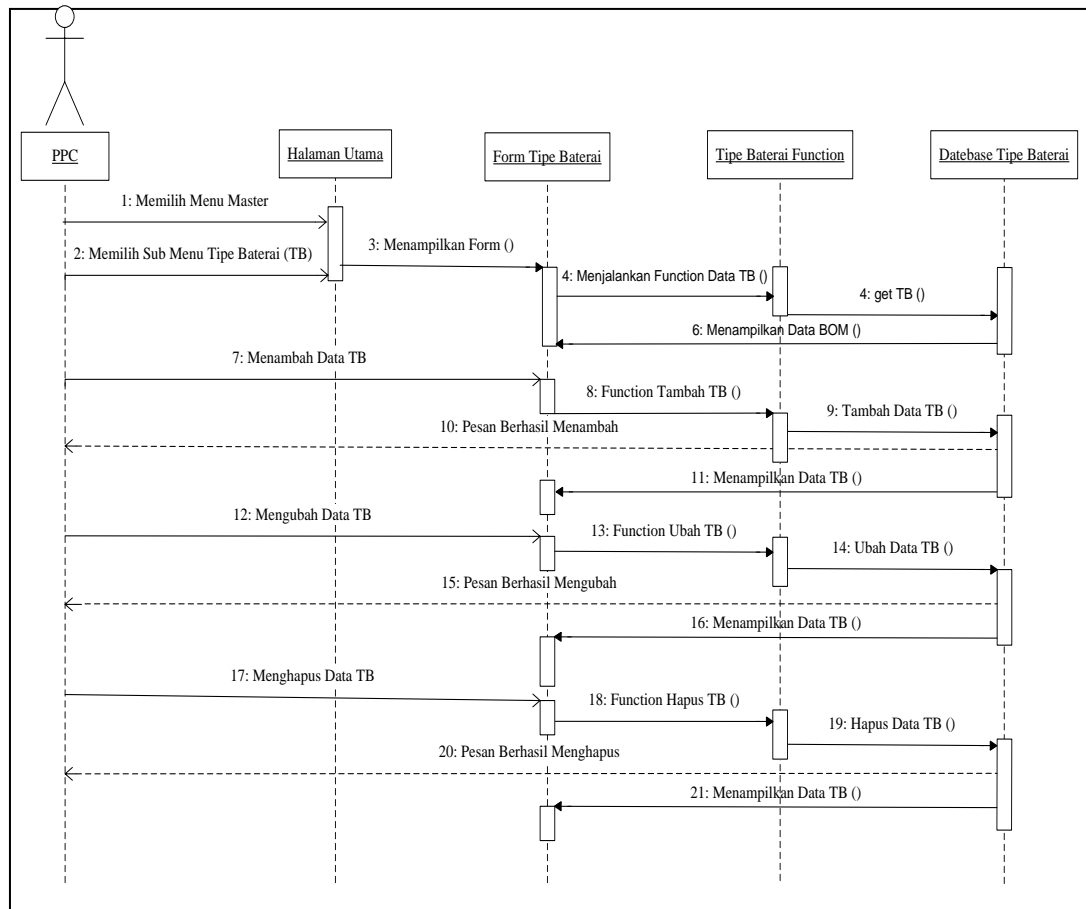 PPC
Halaman Utama
Form Tipe Baterai
Tipe Baterai Function
Datebase Tipe Baterai
1: Memilih Menu Master
2: Memilih Sub Menu Tipe Baterai (TB)
3: Menampilkan Form ()
4: Menjalankan Function Data TB ()
4: get TB ()
6: Menampilkan Data BOM ()
7: Menambah Data TB
8: Function Tambah TB ()
9: Tambah Data TB ()
10: Pesan Berhasil Menambah
11: Menampilkan Data TB ()
12: Mengubah Data TB
13: Function Ubah TB ()
14: Ubah Data TB ()
15: Pesan Berhasil Mengubah
16: Menampilkan Data TB ()
17: Menghapus Data TB
18: Function Hapus TB ()
19: Hapus Data TB ()
20: Pesan Berhasil Menghapus
21: Menampilkan Data TB ()